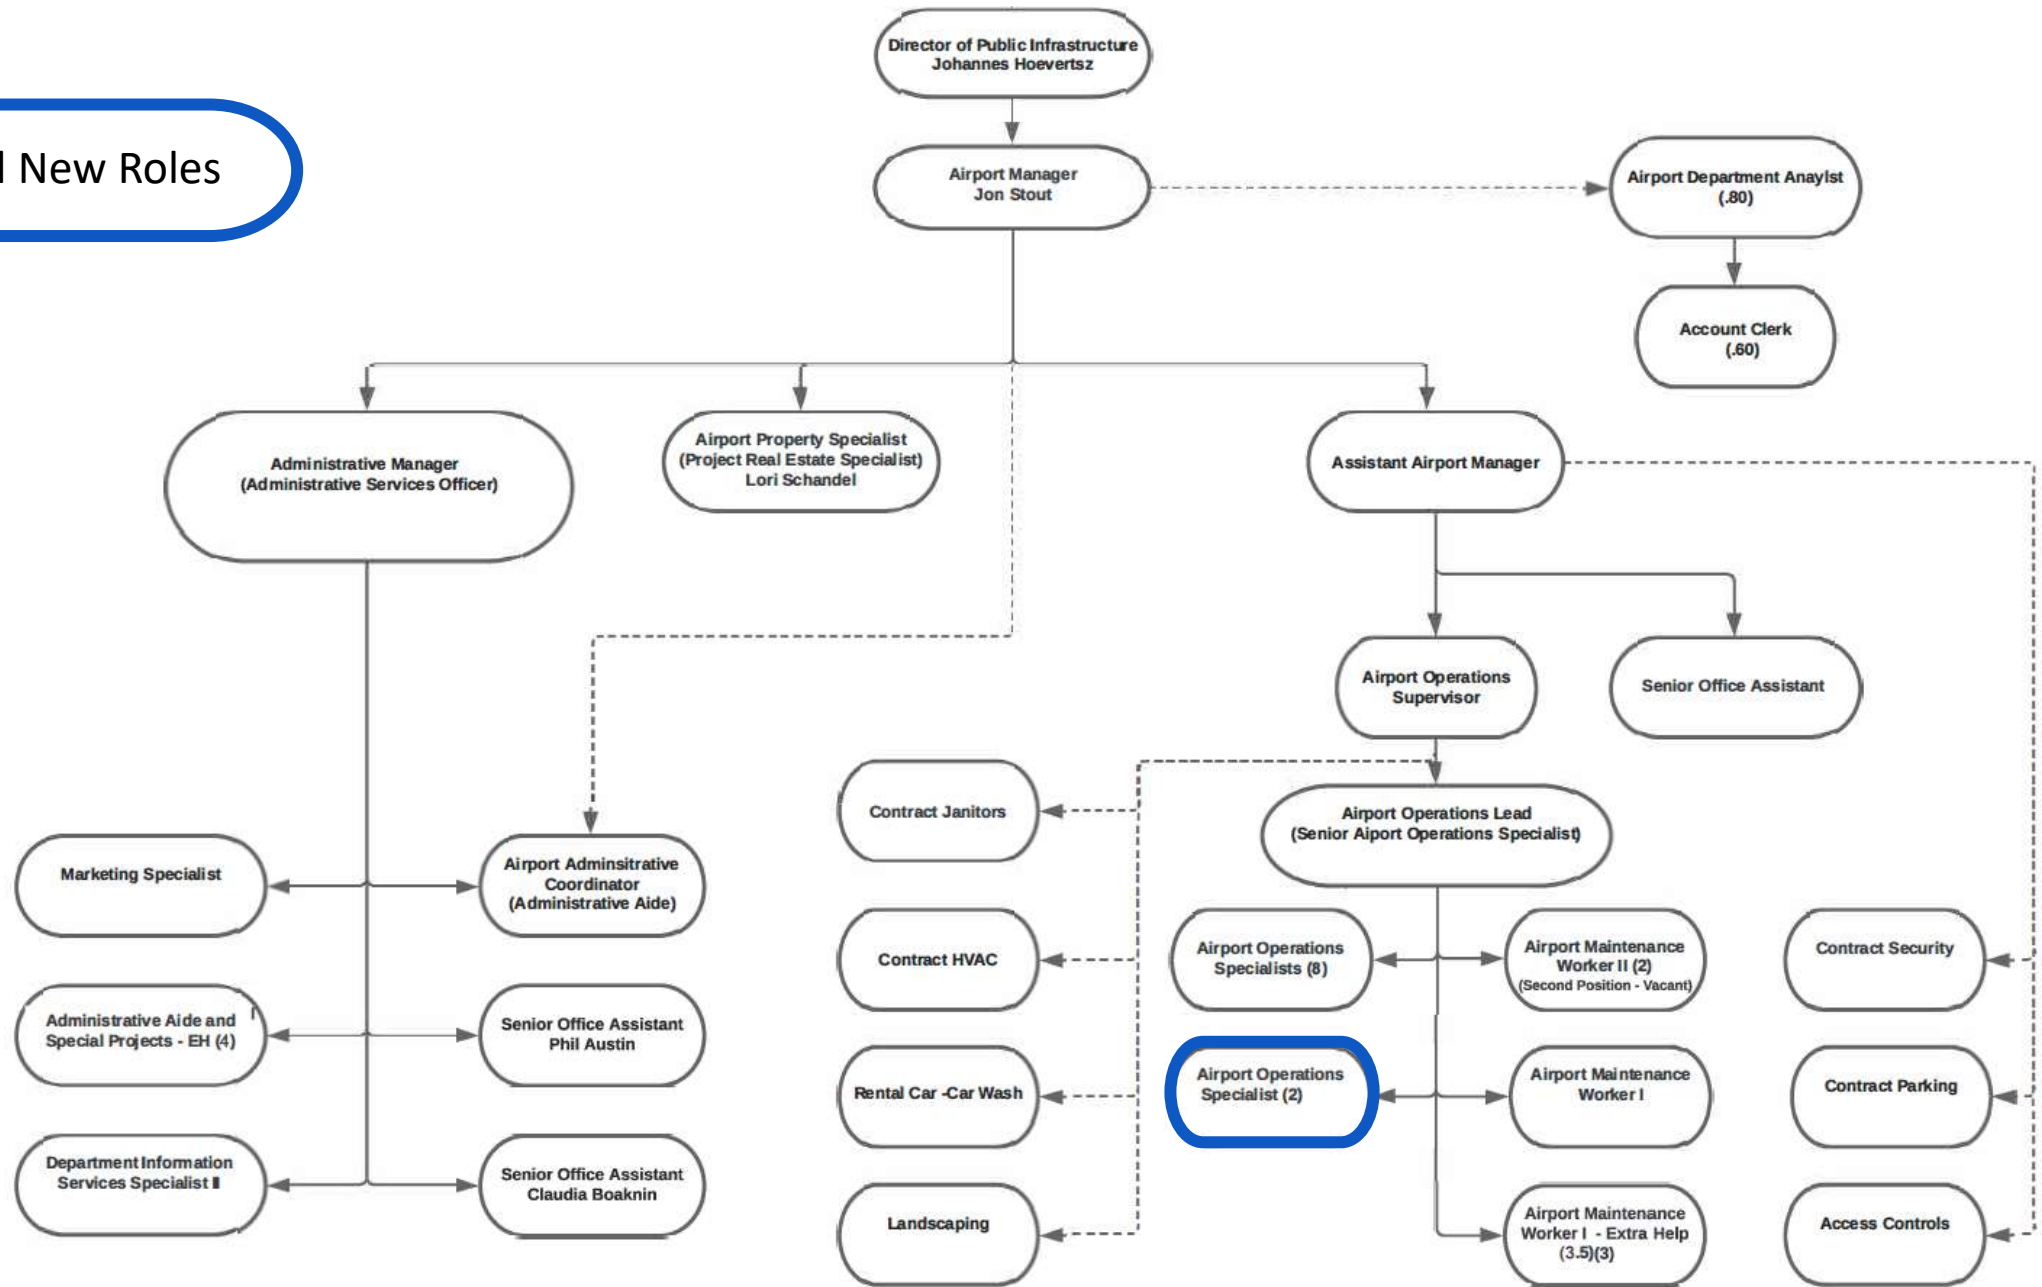 Director of Public Infrastructure
Johannes Hoevertsz
New Roles
Airport Manager
Jon Stout
Airport Department Anaylst
(.80)
Account Clerk
(.60)
Administrative Manager
(Administrative Services Officer)
Airport Property Specialist
(Project Real Estate Specialist)
Lori Schandel
Assistant Airport Manager
Airport Operations
Supervisor
Senior Office Assistant
Contract Janitors
Airport Operations Lead
(Senior Aiport Operations Specialist)
Marketing Specialist
Airport Adminsitrative
Coordinator
(Administrative Aide)
Contract HVAC
Airport Operations
Specialists (8)
Airport Maintenance
Worker II (2)
(Second Position - Vacant)
Contract Security
Administrative Aide and
Special Projects - EH (4)
Senior Office Assistant
Phil Austin
Rental Car -Car Wash
Airport Operations
Specialist (2)
Airport Maintenance
Worker I
Contract Parking
Department Information
Services Specialist II
Senior Office Assistant
Claudia Boaknin
Landscaping
Airport Maintenance
Worker I - Extra Help
(3.5)(3)
Access Controls